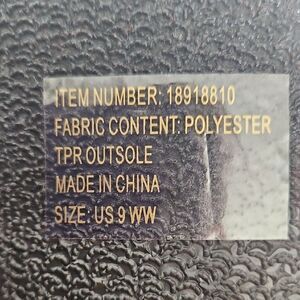 ITEM NUMBER: 18918810
FABRIC CONTENT: POLYESTER
TPR OUTSOLE
MADE IN CHINA
SIZE: US 9 WW